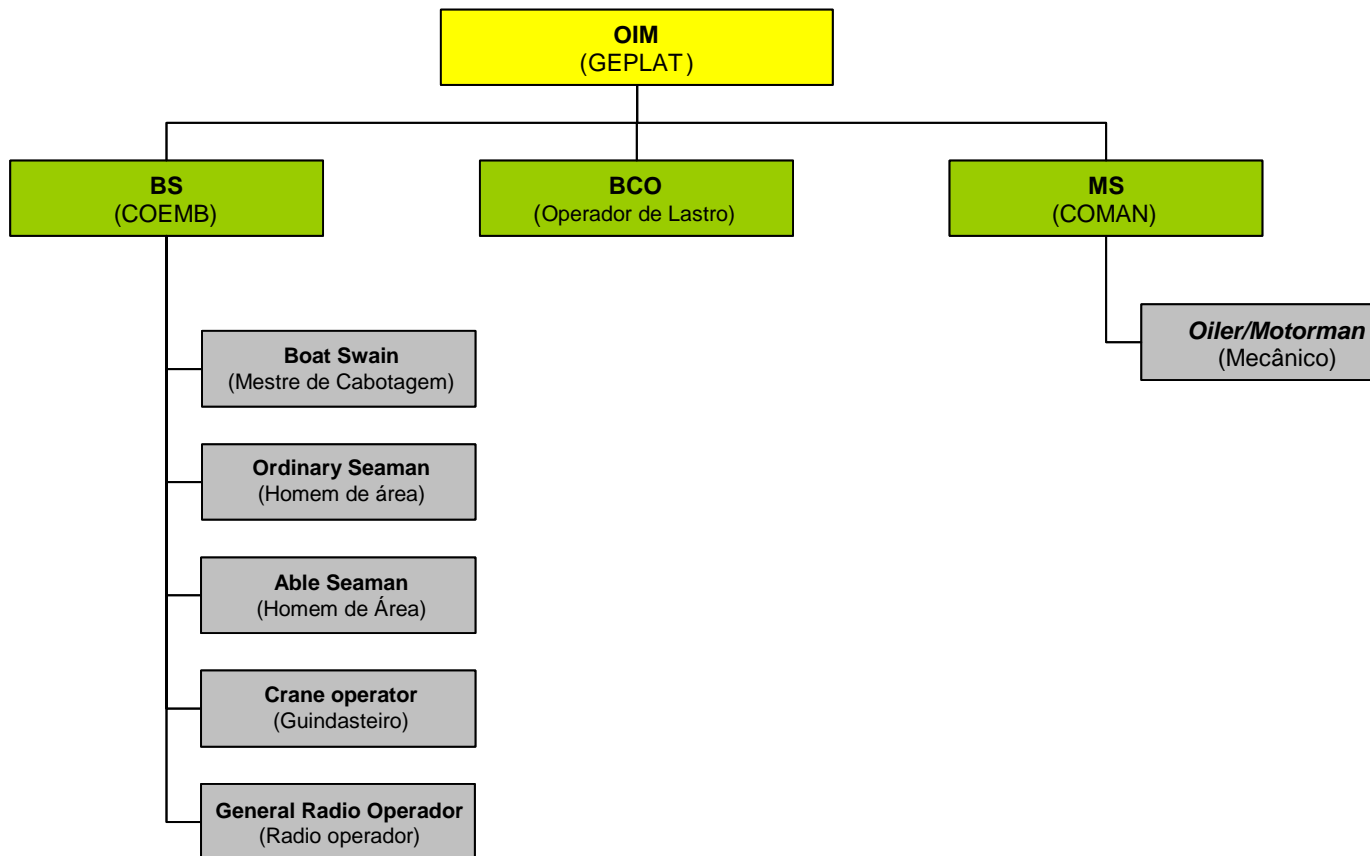 OIM
(GEPLAT)
BS
(COEMB)
BCO
(Operador de Lastro)
MS
(COMAN)
Boat Swain
(Mestre de Cabotagem)
Ordinary Seaman
(Homem de área)
Able Seaman
(Homem de Área)
Crane operator
(Guindasteiro)
General Radio Operador
(Radio operador)
Oiler/Motorman
(Mecânico)